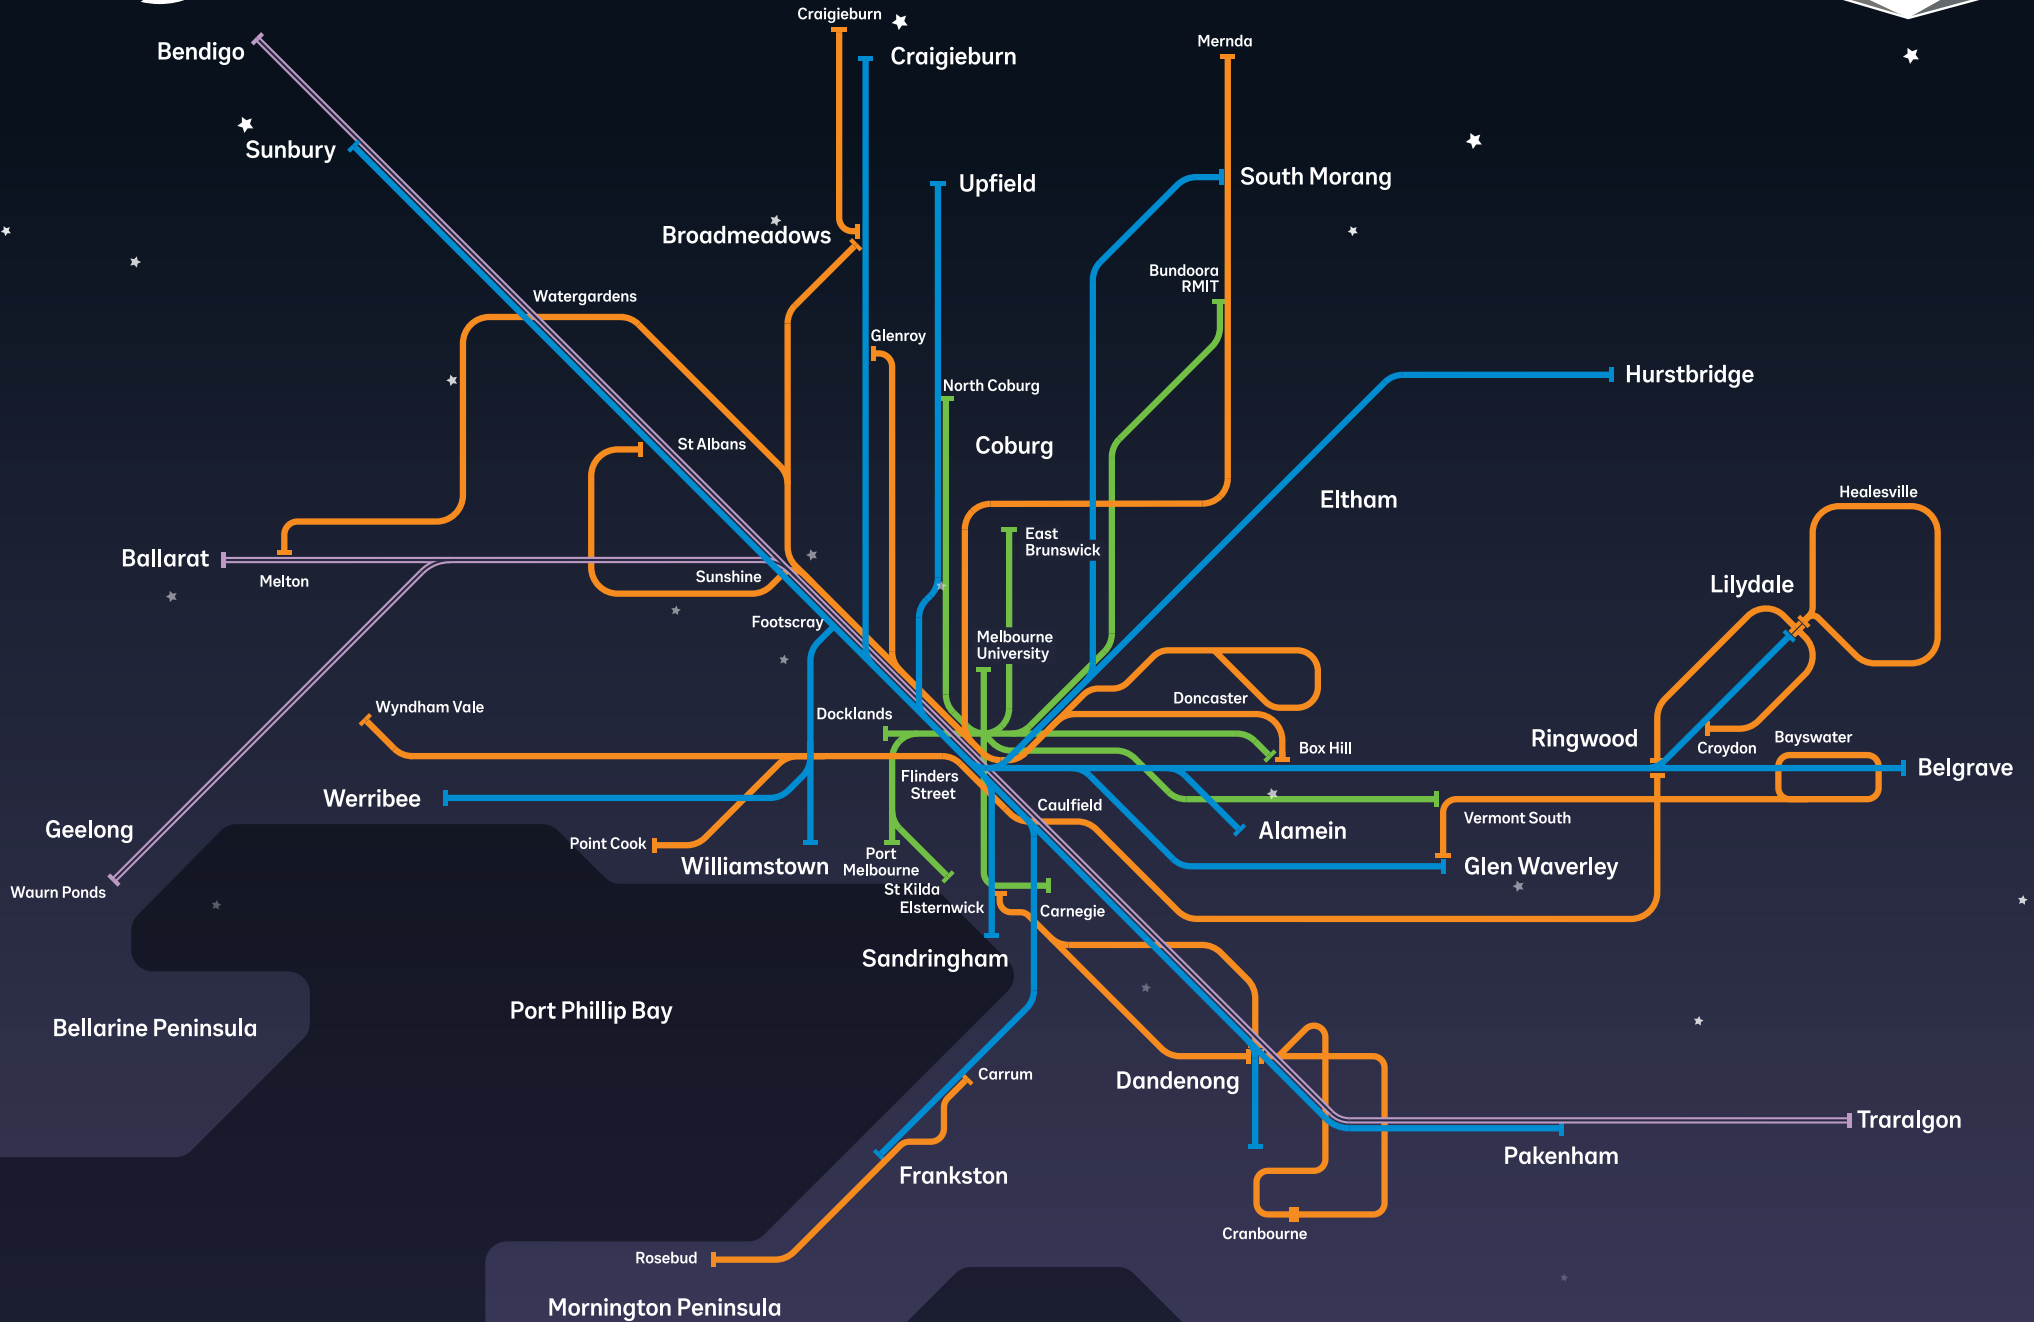 Craigieburn
Bendigo
Craigieburn
Mernda
Sunbury
Upfield
South Morang
Broadmeadows
Bundoora
RMIT
Watergardens
Glenroy
North Coburg
Hurstbridge
St Albans
Coburg
Eltham
Healesville
East
Brunswick
Ballarat
Melton
Sunshine
Lilydale
Footscray
Melbourne
University
Wyndham Vale
Docklands
Doncaster
Box Hill
Ringwood
Croydon
Bayswater
Belgrave
Flinders
Street
Werribee
Caulfield
Geelong
Point Cook
Williamstown
Port
Melbourne
Alamein
Vermont South
Glen Waverley
Waurn Ponds
St Kilda
Elsternwick
Carnegie
Sandringham
Port Phillip Bay
Bellarine Peninsula
Carrum
Dandenong
Traralgon
Pakenham
Frankston
Cranbourne
Rosebud
Mornington Peninsula